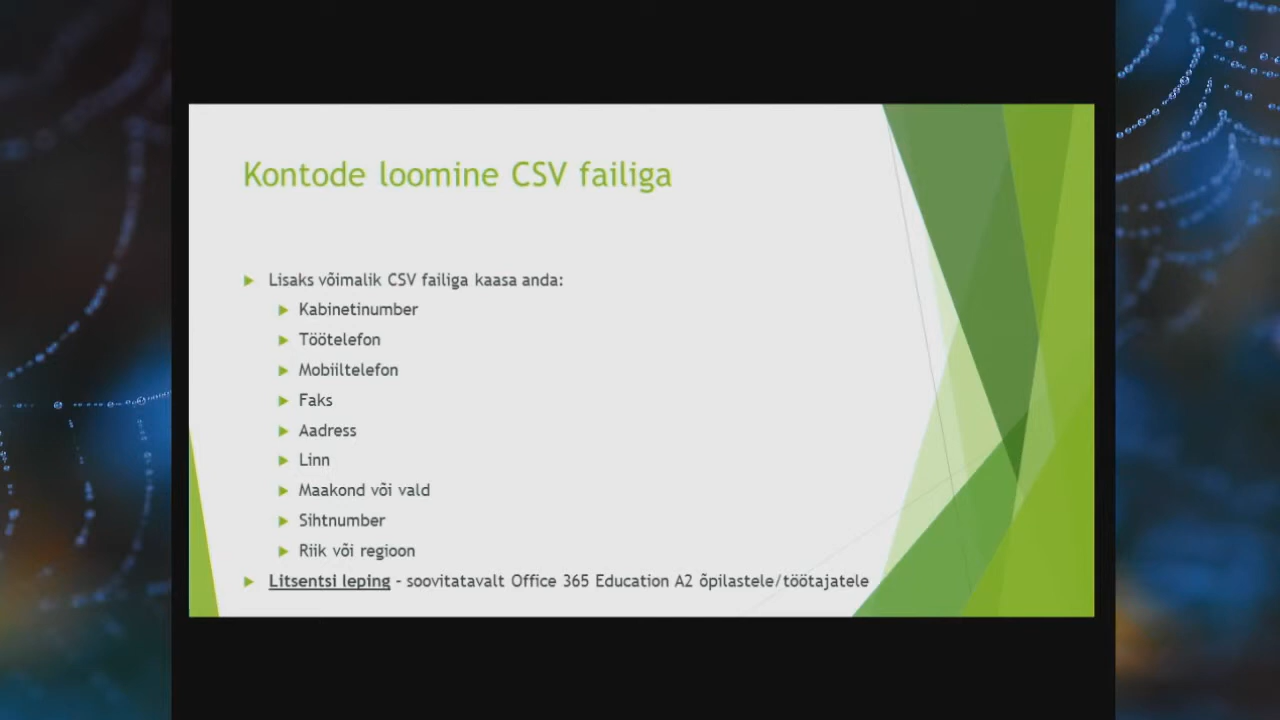 Kontode loomine CSV failiga
Lisaks võimalik CSV failiga kaasa anda:
Kabinetinumber
Töötelefon
Mobiiltelefon
Faks
Aadress
Linn
Maakond või vald
Sihtnumber
Riik või regioon
Litsentsi leping - soovitatavalt Office 365 Education A2 õpilastele/töötajatele